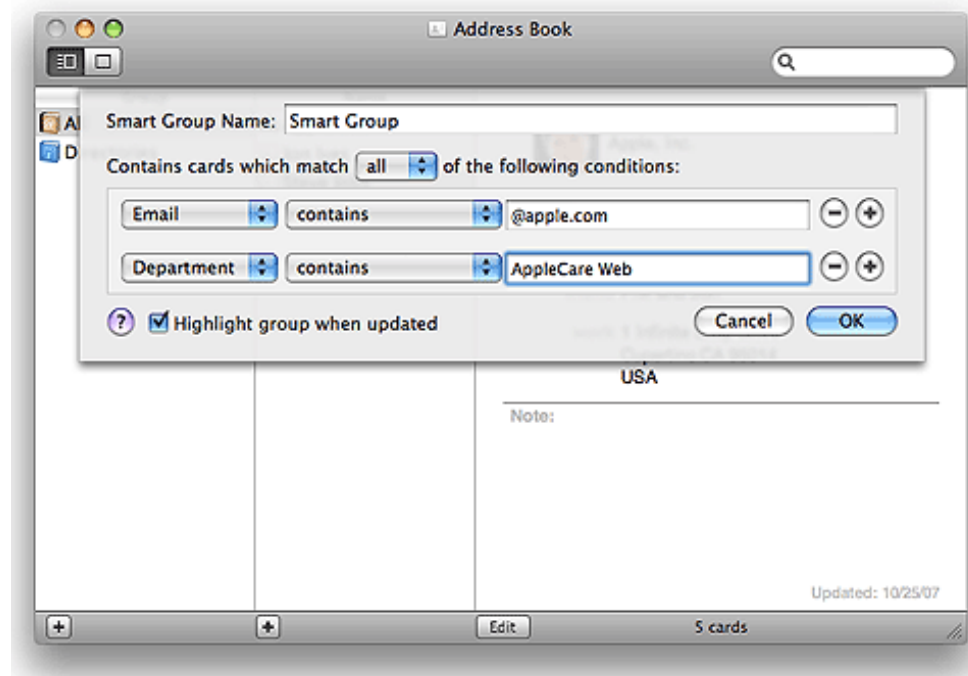 Address Book
Smart Group Name: Smart Group
Contains cards which match all of the following conditions:
Email contains @apple.com
Department contains AppleCare Web
? Highlight group when updated Cancel OK
USA
Note:
Updated: 10/25/07
Edit 5 cards